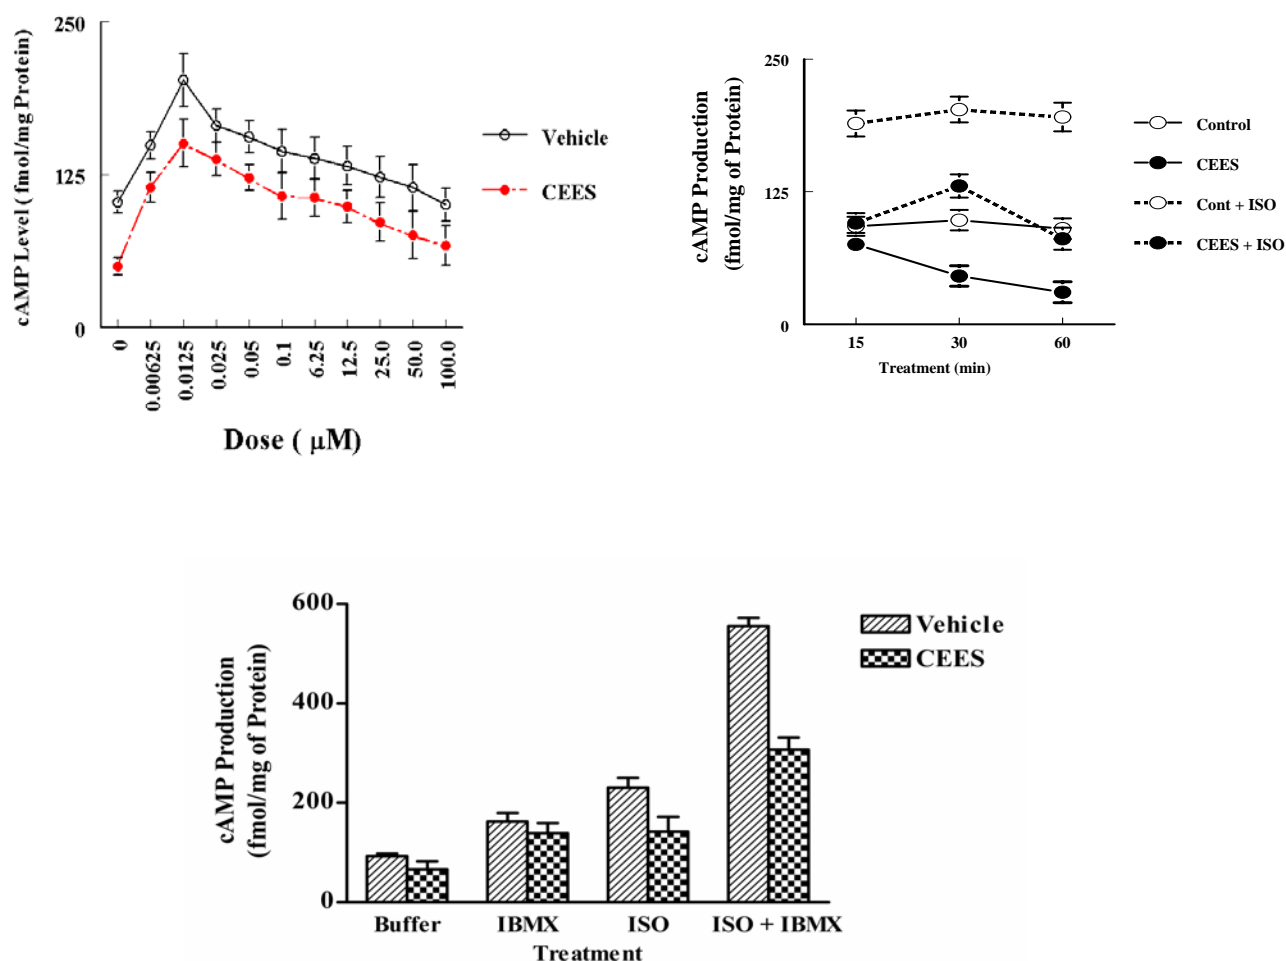 250
125
0
cAMP Level ( fmol/mg Protein)
0
0.00625
0.0125
0.025
0.05
0.1
6.25
12.5
25.0
50.0
100.0
Dose ( μM)
Vehicle
CEES
250
125
0
cAMP Production
(fmol/mg of Protein)
15
30
60
Treatment (min)
Control
CEES
Cont + ISO
CEES + ISO
600
400
200
0
cAMP Production
(fmol/mg of Protein)
Buffer
IBMX
ISO
ISO + IBMX
Treatment
Vehicle
CEES